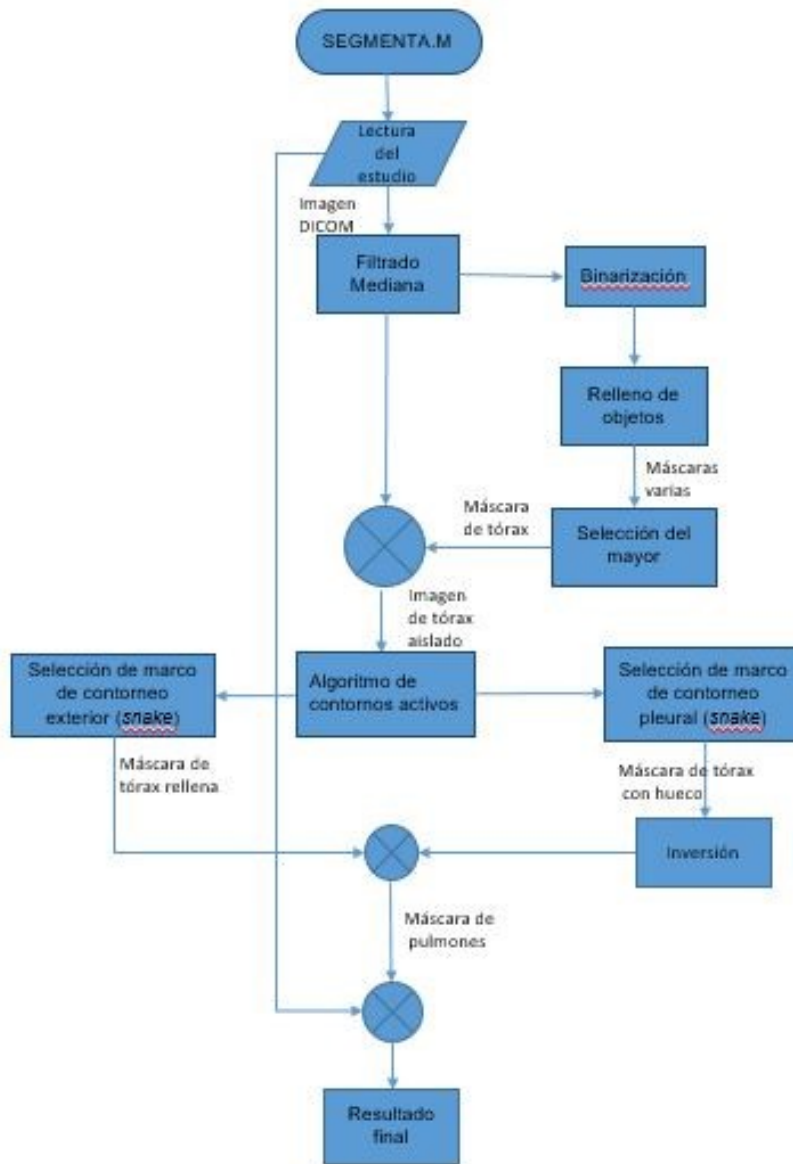 SEGMENTA.M
Lectura
del
estudio
Imagen
DICOM
Filtrado
Mediana
Binarización
Relleno de
objetos
Máscaras
varias
Máscara
de tórax
Selección del
mayor
Imagen
de tórax
aislado
Selección de marco
de contorneo
exterior (snake)
Algoritmo de
contornos activos
Selección de marco
de contorneo
pleural (snake)
Máscara de
tórax rellena
Máscara de tórax
con hueco
Inversión
Máscara de
pulmones
Resultado
final